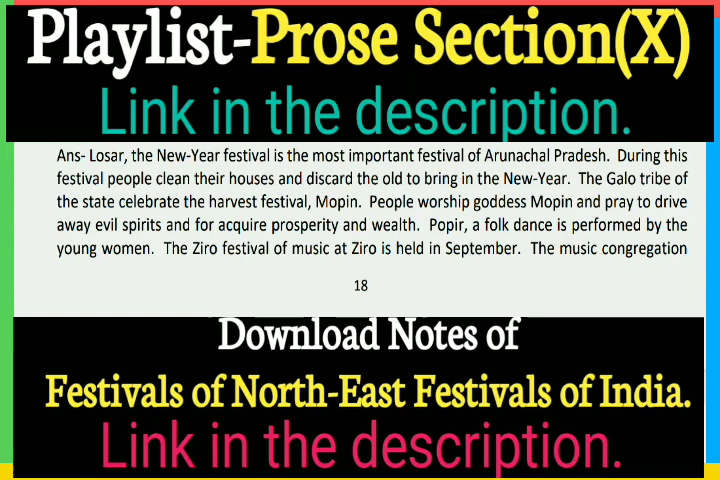 Playlist-Prose Section(X)
Link in the description.
Ans- Losar, the New-Year festival is the most important festival of Arunachal Pradesh. During this
festival people clean their houses and discard the old to bring in the New-Year. The Galo tribe of
the state celebrate the harvest festival, Mopin. People worship goddess Mopin and pray to drive
away evil spirits and for acquire prosperity and wealth. Popir, a folk dance is performed by the
young women. The Ziro festival of music at Ziro is held in September. The music congregation
18
Download Notes of
Festivals of North-East Festivals of India.
Link in the description.